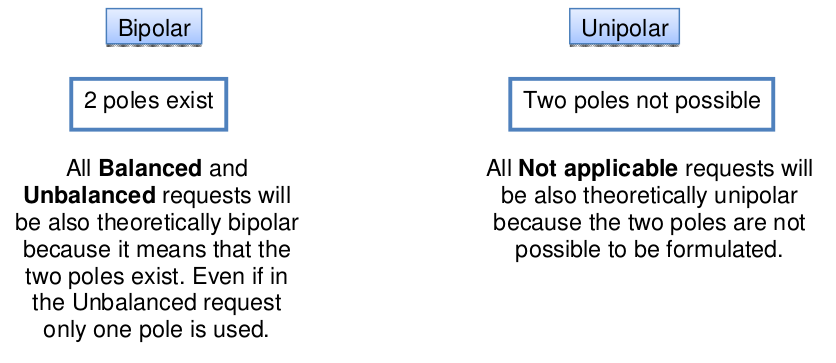 Bipolar
2 poles exist
All Balanced and
Unbalanced requests will
be also theoretically bipolar
because it means that the
two poles exist. Even if in
the Unbalanced request
only one pole is used.
Unipolar
Two poles not possible
All Not applicable requests will
be also theoretically unipolar
because the two poles are not
possible to be formulated.